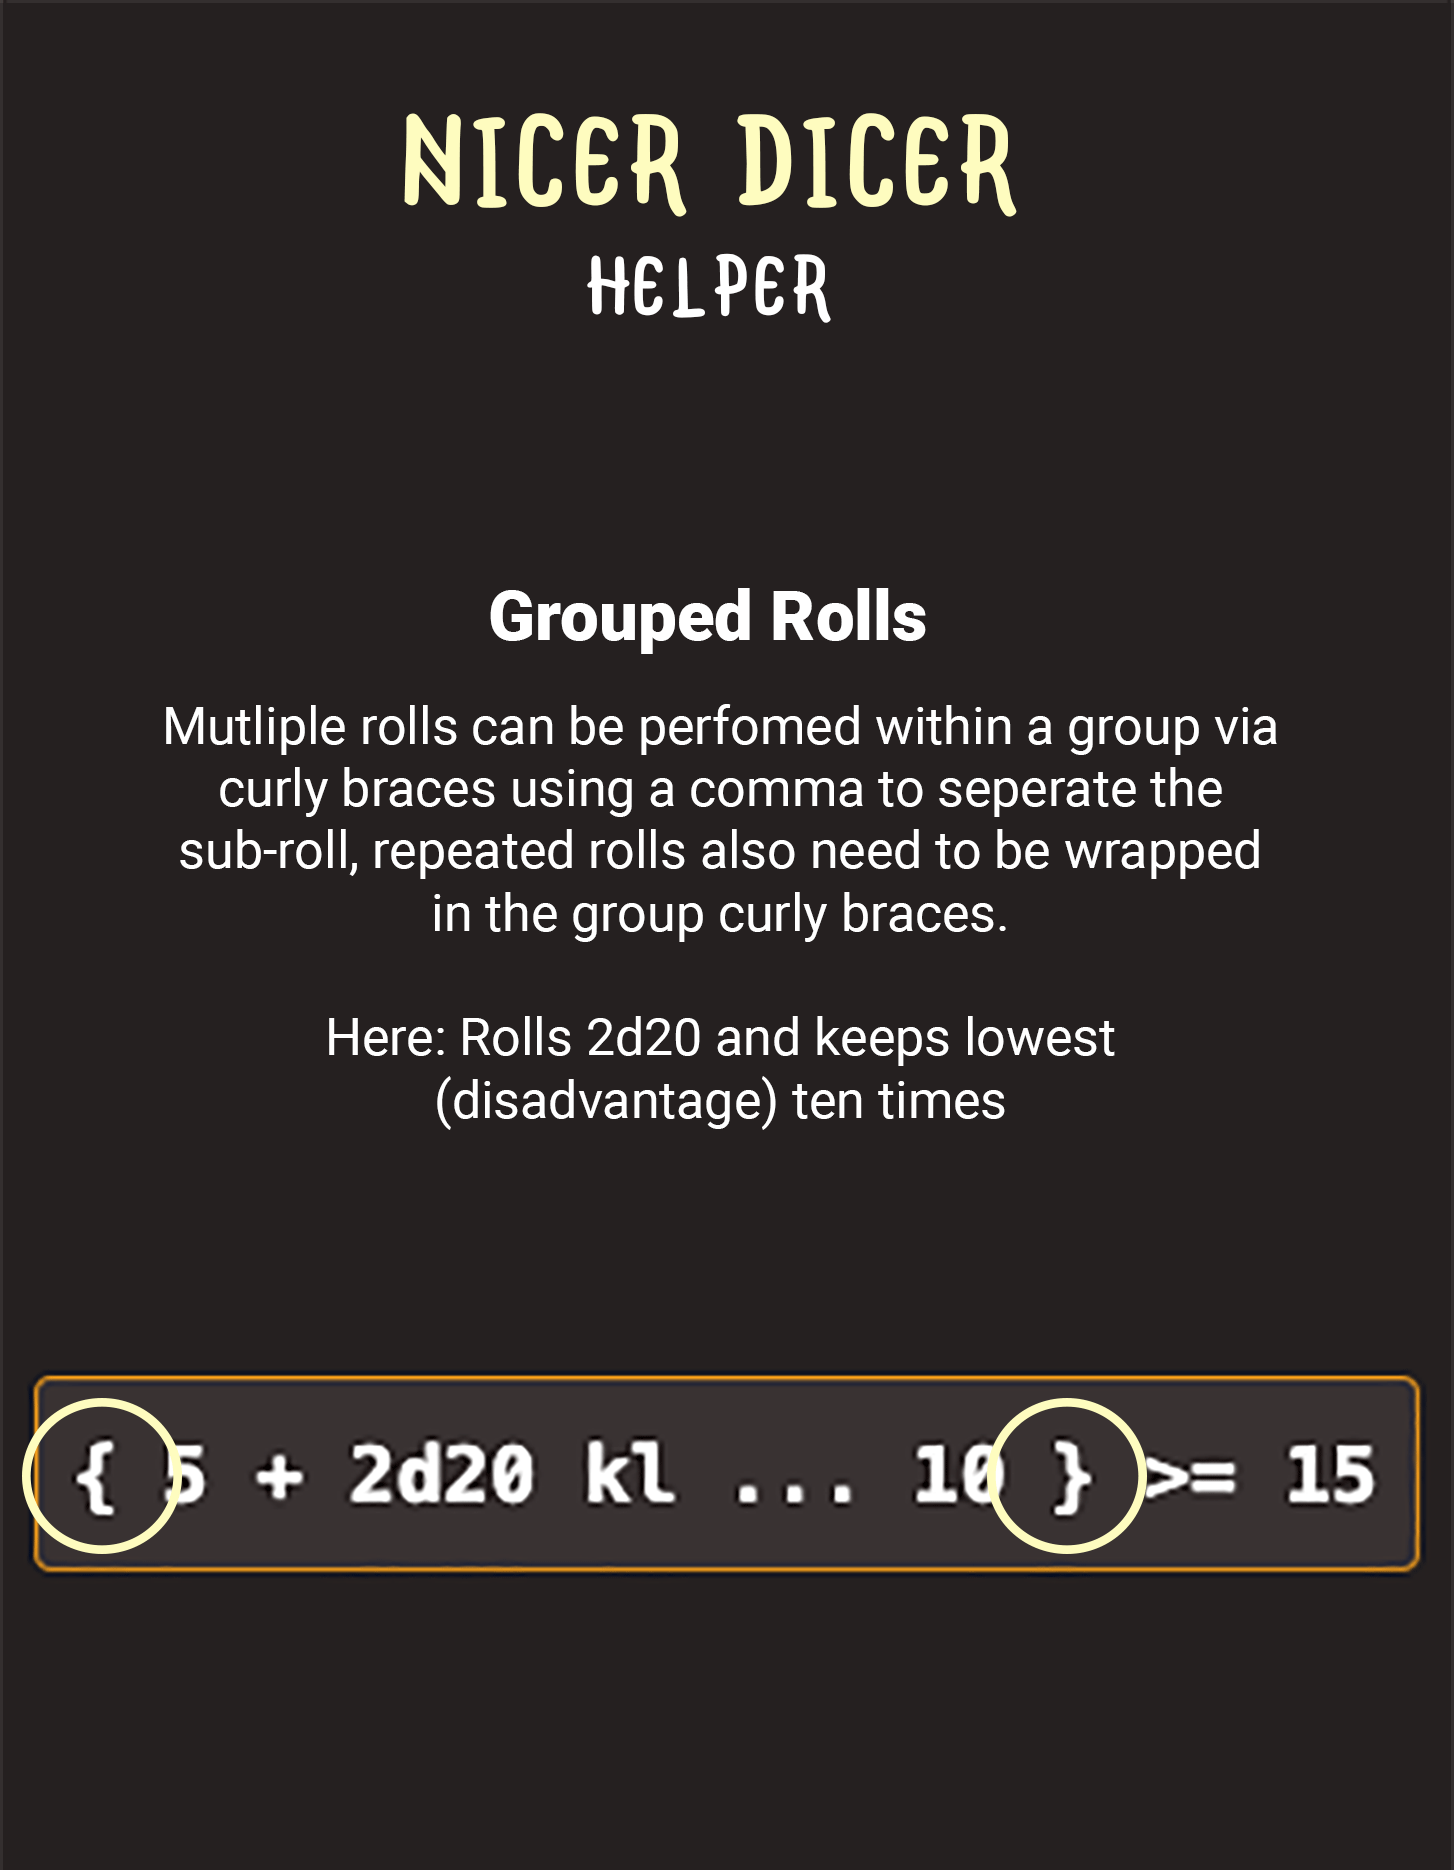 NICER DICER
HELPER
Grouped Rolls
Mutliple rolls can be perfomed within a group via
curly braces using a comma to seperate the
sub-roll, repeated rolls also need to be wrapped
in the group curly braces.
Here: Rolls 2d20 and keeps lowest
(disadvantage) ten times
{ 5 + 2d20 kl ... 10 } >= 15